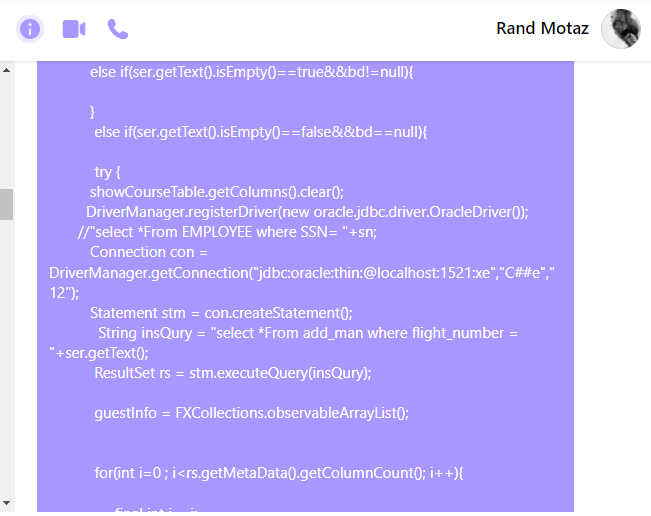 Rand Motaz
else if(ser.getText().isEmpty()==true&&bd!=null){
}
else if(ser.getText().isEmpty()==false&&bd==null){
try {
showCourseTable.getColumns().clear();
DriverManager.registerDriver(new oracle.jdbc.driver.OracleDriver());
//"select *From EMPLOYEE where SSN= "+sn;
Connection con =
DriverManager.getConnection("jdbc:oracle:thin:@localhost:1521:xe","C##e","
12");
Statement stm = con.createStatement();
String insQury = "select *From add_man where flight_number =
"+ser.getText();
ResultSet rs = stm.executeQuery(insQury);
guestInfo = FXCollections.observableArrayList();
for(int i=0 ; i<rs.getMetaData().getColumnCount(); i++){